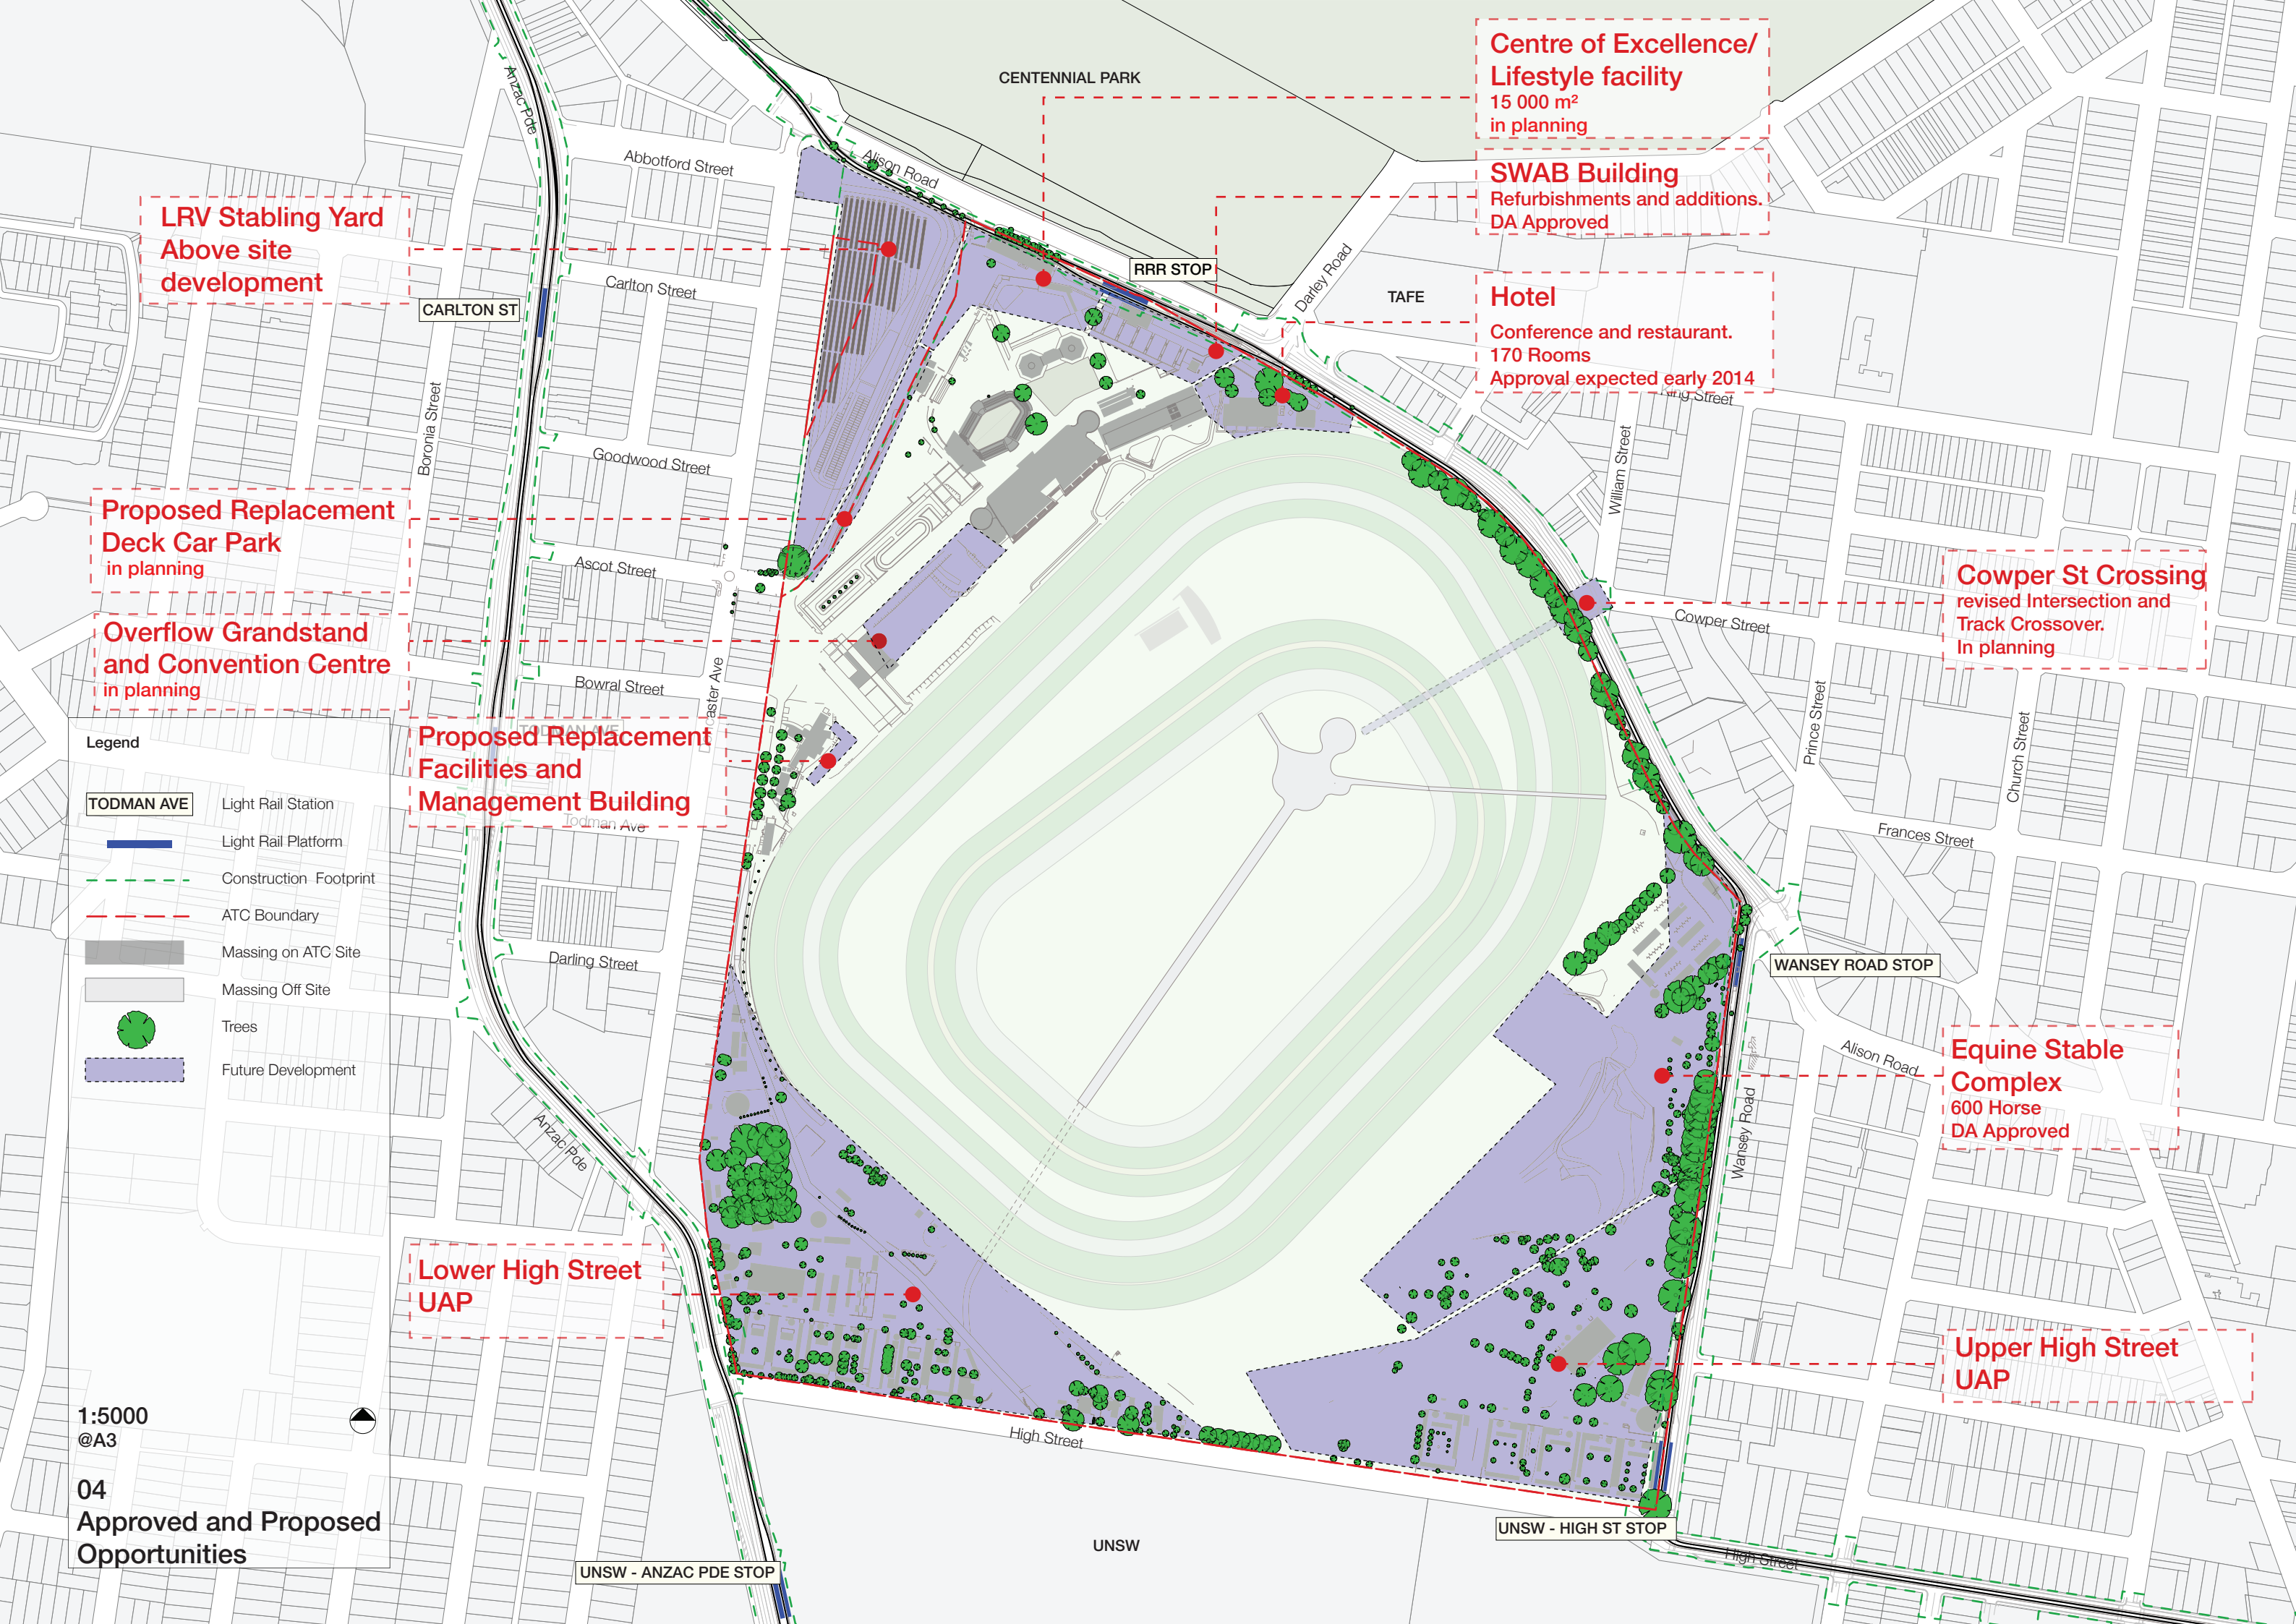 Centre of Excellence/
Lifestyle facility
15 000 m²
in planning
CENTENNIAL PARK
Anzac Pde
Abbotford Street
Alison Road
SWAB Building
Refurbishments and additions.
DA Approved
LRV Stabling Yard
Above site
development
RRR STOP
Darley Road
TAFE
Hotel
Conference and restaurant.
170 Rooms
Approval expected early 2014
King Street
CARLTON ST
Carlton Street
Boronia Street
Goodwood Street
William Street
Proposed Replacement
Deck Car Park
in planning
Ascot Street
Cowper St Crossing
revised Intersection and
Track Crossover.
In planning
Cowper Street
Overflow Grandstand
and Convention Centre
in planning
Bowral Street
caster Ave
Prince Street
Church Street
TODMAN AVE
Proposed Replacement
Facilities and
Management Building
Todman Ave
Frances Street
Legend
TODMAN AVE
Light Rail Station
Light Rail Platform
Construction Footprint
ATC Boundary
Massing on ATC Site
Massing Off Site
Trees
Future Development
Darling Street
WANSEY ROAD STOP
Alison Road
Equine Stable
Complex
600 Horse
DA Approved
Wansey Road
Anzac Pde
Lower High Street
UAP
Upper High Street
UAP
High Street
1:5000
@A3
04
Approved and Proposed
Opportunities
UNSW - HIGH ST STOP
UNSW
High Street
UNSW - ANZAC PDE STOP